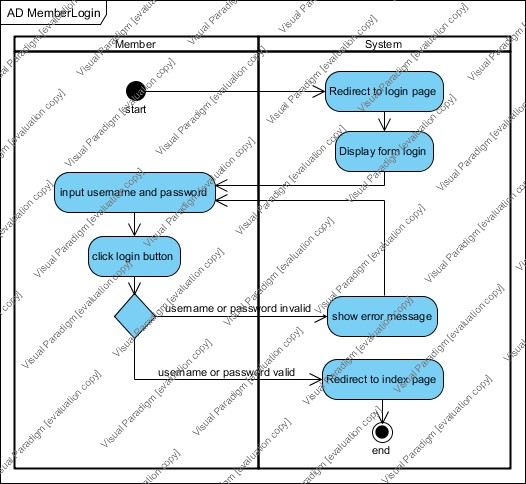 AD MemberLogin
Member
System
start
Redirect to login page
Display form login
input username and password
click login button
username or password invalid
show error message
username or password valid
Redirect to index page
end
Visual Paradigm [evaluation copy]